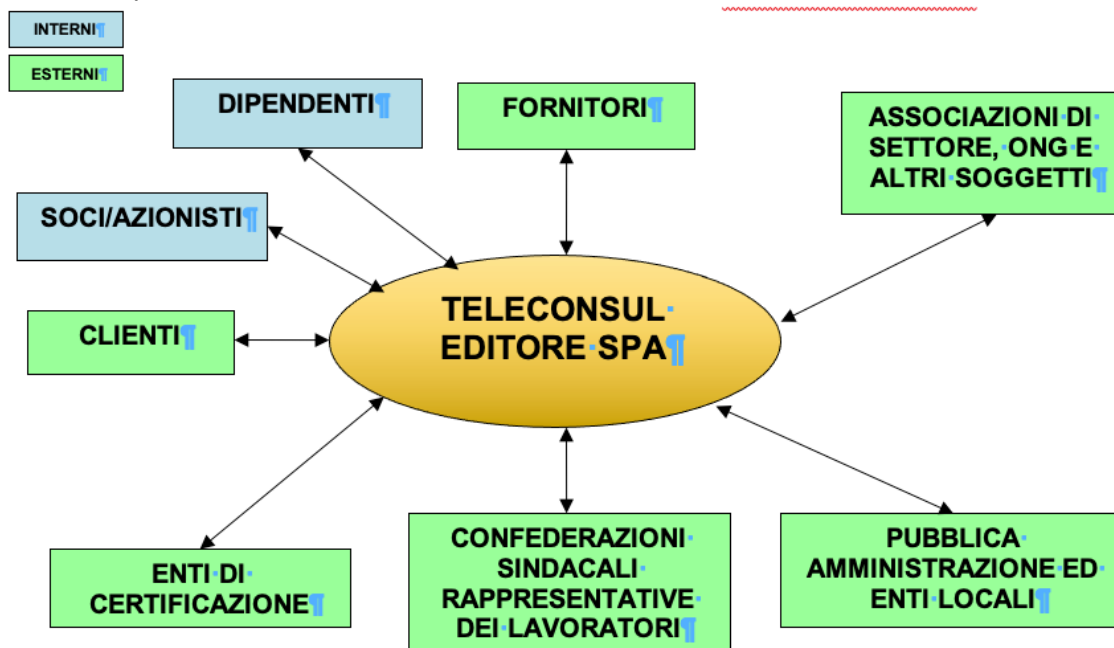 INTERNI¶
ESTERNI¶
DIPENDENTI¶
FORNITORI¶
ASSOCIAZIONI·DI·
SETTORE,·ONG·E·
ALTRI·SOGGETTI¶
SOCI/AZIONISTI¶
TELECONSUL·
EDITORE·SPA¶
CLIENTI¶
ENTI·DI·
CERTIFICAZIONE¶
CONFEDERAZIONI·
SINDACALI·
RAPPRESENTATIVE·
DEI·LAVORATORI¶
PUBBLICA·
AMMINISTRAZIONE·ED·
ENTI·LOCALI¶